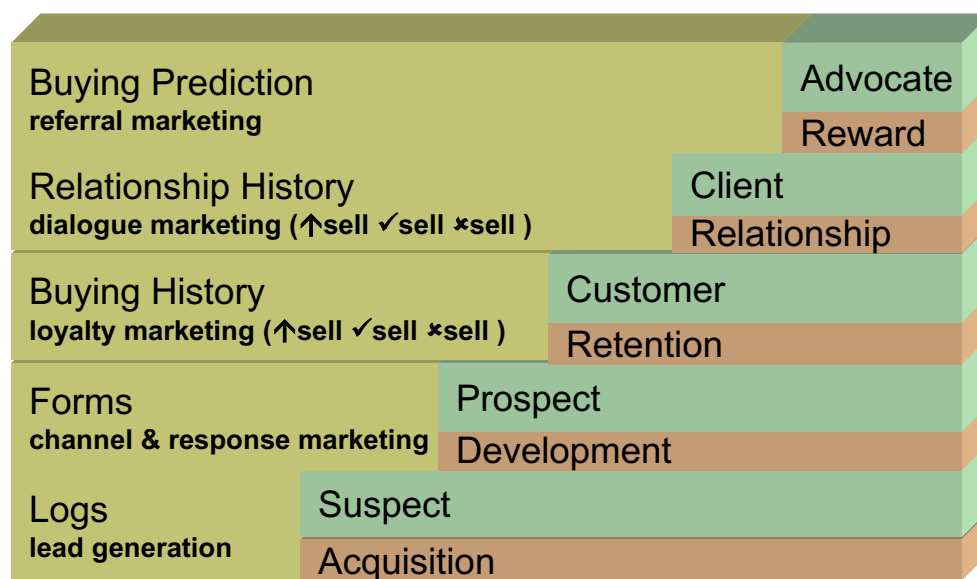 Buying Prediction
referral marketing
Advocate
Reward
Relationship History
dialogue marketing (↑sell ✓sell ✖sell )
Client
Relationship
Buying History
loyalty marketing (↑sell ✓sell ✖sell )
Customer
Retention
Forms
channel & response marketing
Prospect
Development
Logs
lead generation
Suspect
Acquisition